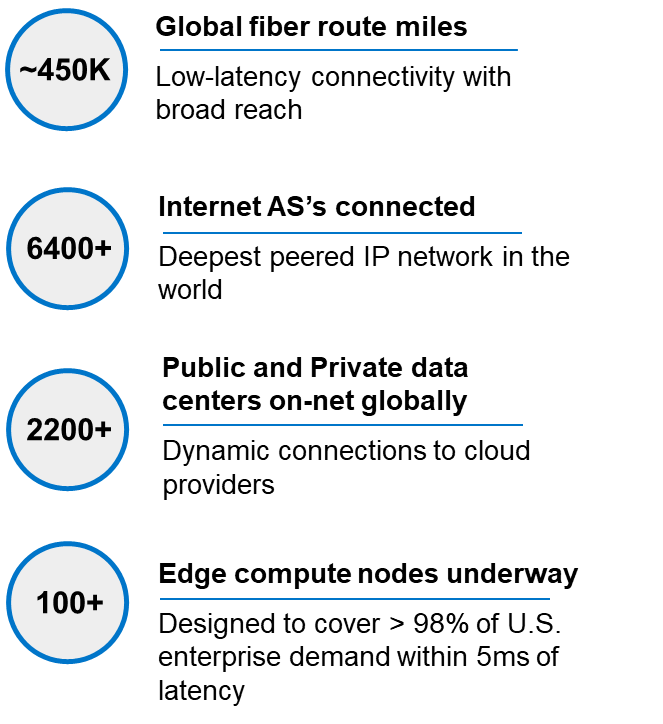 ~450K
Global fiber route miles
Low-latency connectivity with
broad reach
6400+
Internet AS’s connected
Deepest peered IP network in the
world
2200+
Public and Private data
centers on-net globally
Dynamic connections to cloud
providers
100+
Edge compute nodes underway
Designed to cover > 98% of U.S.
enterprise demand within 5ms of
latency